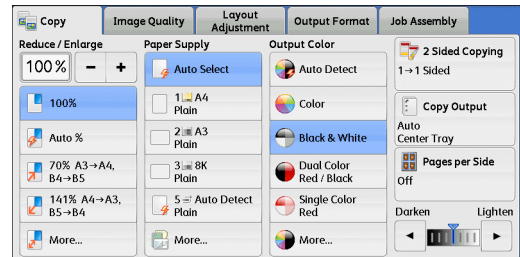 Copy
Image Quality
Layout
Adjustment
Output Format
Job Assembly
Reduce / Enlarge
100%
− +
100%
Auto %
70% A3→A4,
B4→B5
141% A4→A3,
B5→B4
More...
Paper Supply
Auto Select
1 A4
Plain
2 A3
Plain
3 8K
Plain
5 Auto Detect
Plain
More...
Output Color
Auto Detect
Color
Black & White
Dual Color
Red / Black
Single Color
Red
More...
2 Sided Copying
1→1 Sided
Copy Output
Auto
Center Tray
Pages per Side
Off
Darken Lighten